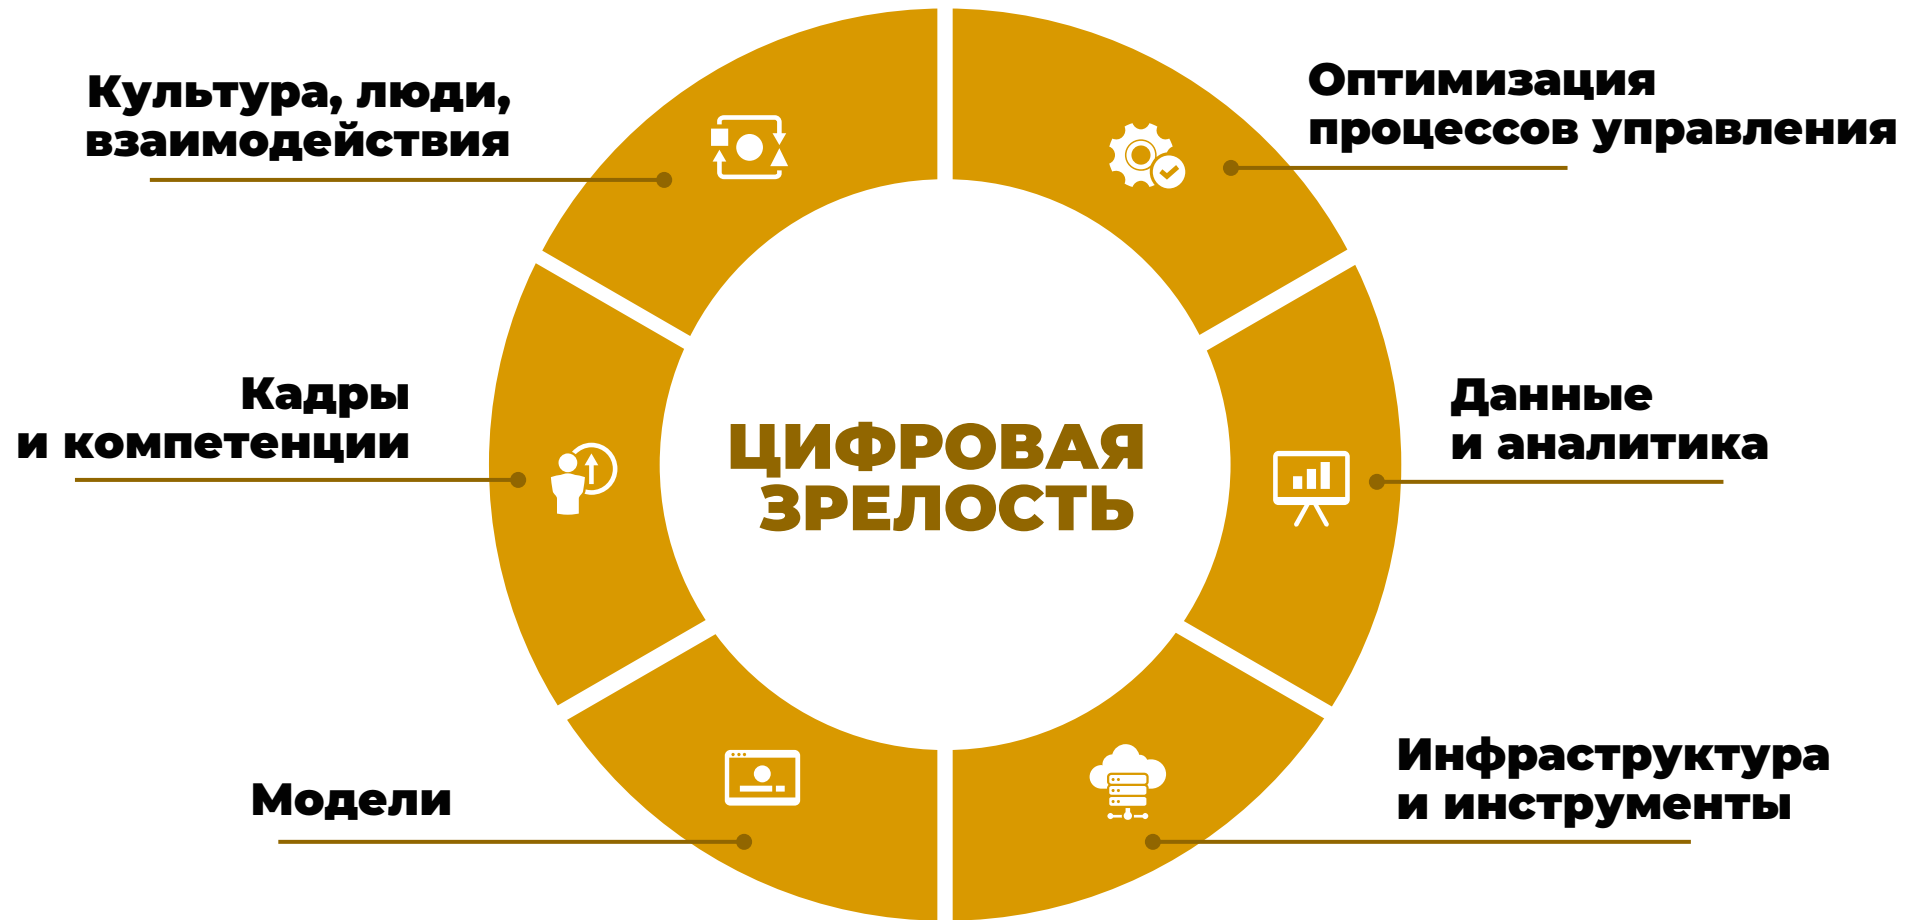 Культура, люди,
взаимодействия
Оптимизация
процессов управления
Кадры
и компетенции
ЦИФРОВАЯ
ЗРЕЛОСТЬ
Данные
и аналитика
Модели
Инфраструктура
и инструменты